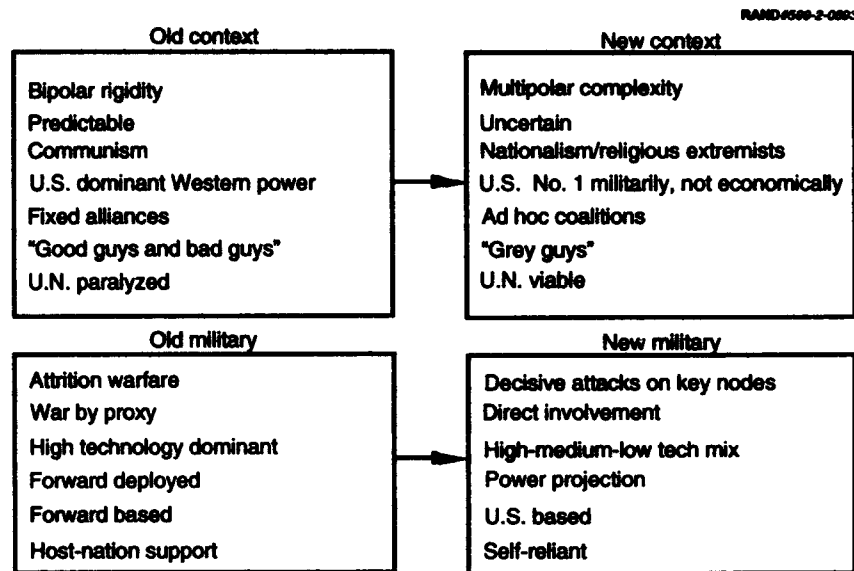 RAND#589-2-0893
Old context
Bipolar rigidity
Predictable
Communism
U.S. dominant Western power
Fixed alliances
"Good guys and bad guys"
U.N. paralyzed
New context
Multipolar complexity
Uncertain
Nationalism/religious extremists
U.S. No. 1 militarily, not economically
Ad hoc coalitions
"Grey guys"
U.N. viable
Old military
Attrition warfare
War by proxy
High technology dominant
Forward deployed
Forward based
Host-nation support
New military
Decisive attacks on key nodes
Direct involvement
High-medium-low tech mix
Power projection
U.S. based
Self-reliant